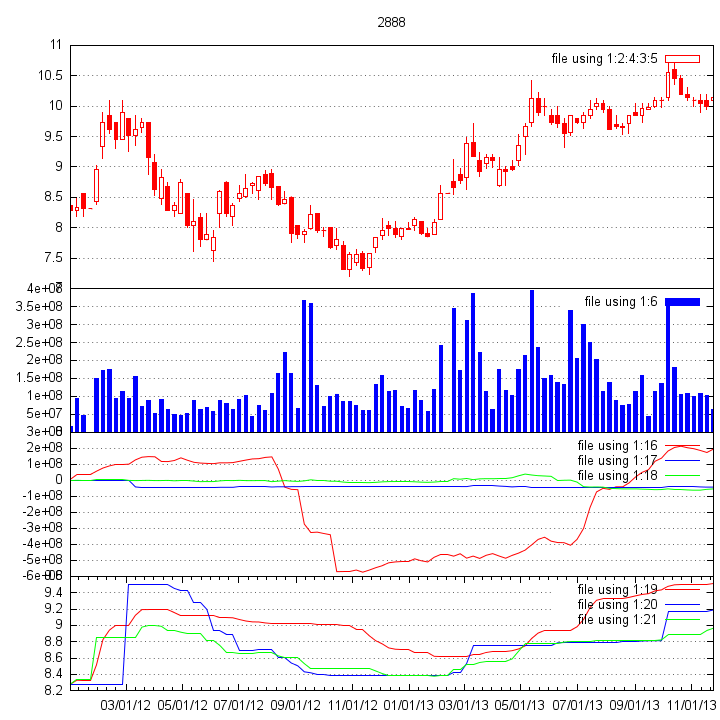 2888
11
file using 1:2:4:3:5
10.5
10
9.5
9
8.5
8
7.5
4e+08
file using 1:6
3.5e+08
3e+08
2.5e+08
2e+08
1.5e+08
1e+08
5e+07
2e+08
file using 1:16
1e+08
file using 1:17
0
file using 1:18
-1e+08
-2e+08
-3e+08
-4e+08
-5e+08
9.4
file using 1:19
9.2
file using 1:20
9
file using 1:21
8.8
8.6
8.4
8.2
03/01/12 05/01/12 07/01/12 09/01/12 11/01/12 01/01/13 03/01/13 05/01/13 07/01/13 09/01/13 11/01/13